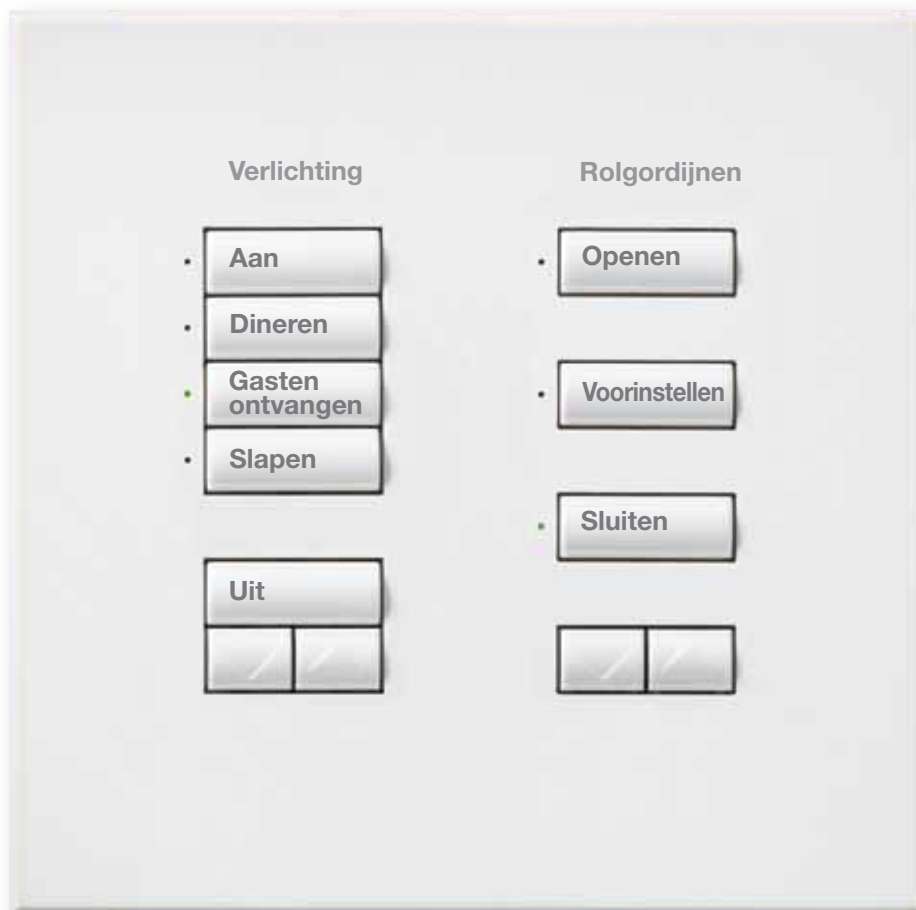 Verlichting
Aan
Dineren
Gasten
ontvangen
Slapen
Uit
Rolgordijnen
Openen
Voorinstellen
Sluiten